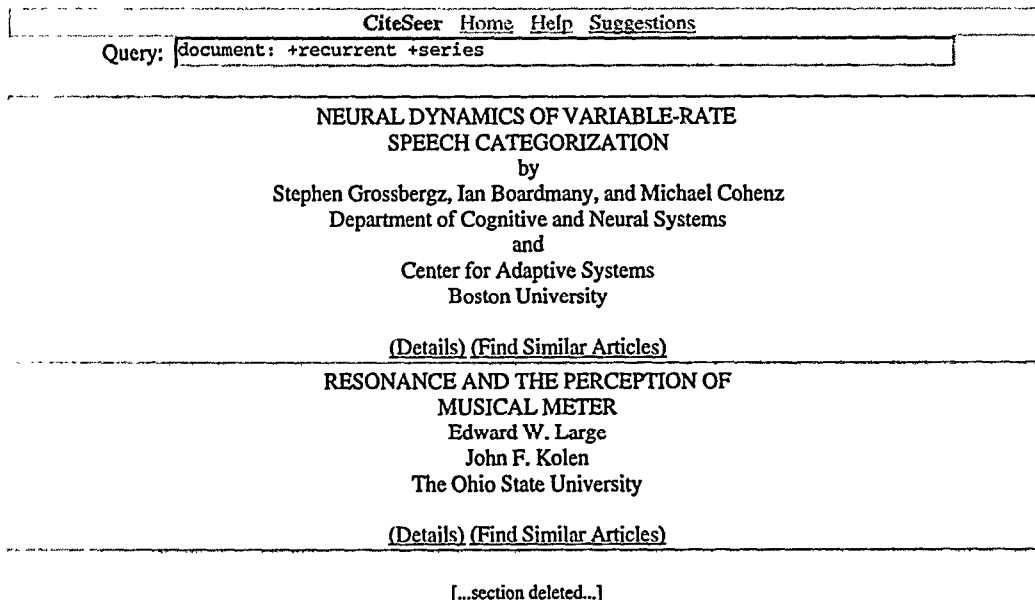 CiteSeer Home Help Suggestions
Query: document: +recurrent +series
NEURAL DYNAMICS OF VARIABLE-RATE
SPEECH CATEGORIZATION
by
Stephen Grossbergz, Ian Boardmany, and Michael Cohenz
Department of Cognitive and Neural Systems
and
Center for Adaptive Systems
Boston University
(Details) (Find Similar Articles)
RESONANCE AND THE PERCEPTION OF
MUSICAL METER
Edward W. Large
John F. Kolen
The Ohio State University
(Details) (Find Similar Articles)
[...section deleted...]